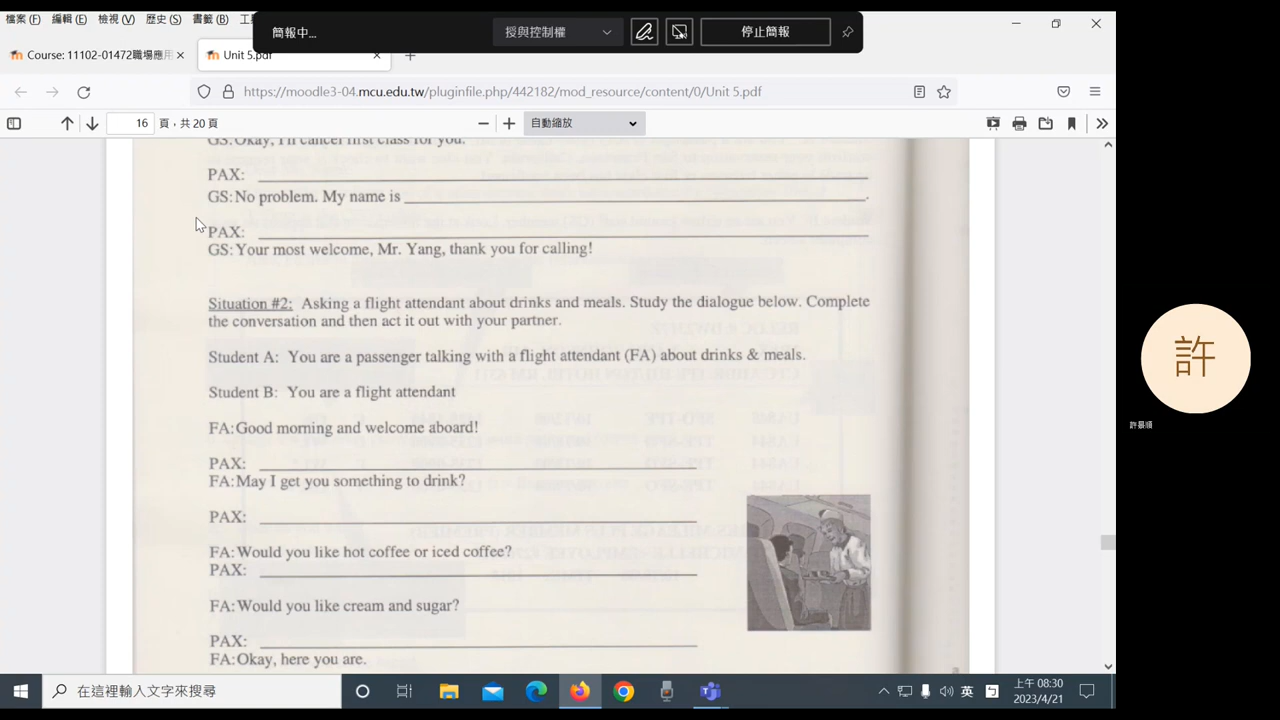 檔案 (F) 編輯 (E) 檢視 (V) 歷史 (S) 書籤 (B)
簡報中...
授與控制權
停止簡報
Course: 11102-01472職場應用
Unit 5.pdf
https://moodle3-04.mcu.edu.tw/pluginfile.php/442182/mod_resource/content/0/Unit 5.pdf
16 頁，共 20 頁
自動縮放
GS: Okay, I'll cancel first class for you.
PAX:
GS: No problem. My name is .
PAX:
GS: Your most welcome, Mr. Yang, thank you for calling!
Situation #2: Asking a flight attendant about drinks and meals. Study the dialogue below. Complete
the conversation and then act it out with your partner.
Student A: You are a passenger talking with a flight attendant (FA) about drinks & meals.
Student B: You are a flight attendant
FA: Good morning and welcome aboard!
PAX:
FA: May I get you something to drink?
PAX:
FA: Would you like hot coffee or iced coffee?
PAX:
FA: Would you like cream and sugar?
PAX:
FA: Okay, here you are.
許
許景順
在這裡輸入文字來搜尋
英
上午 08:30
2023/4/21